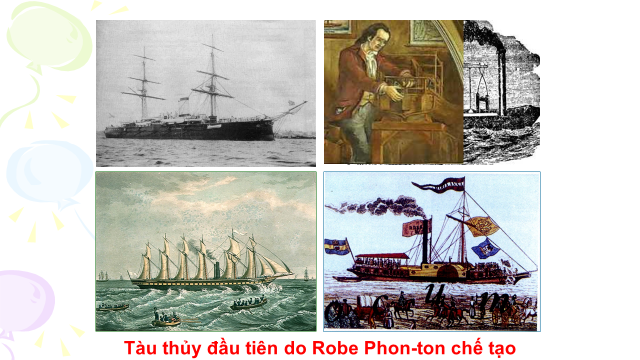 Tàu thủy đầu tiên do Robe Phon-ton chế tạo